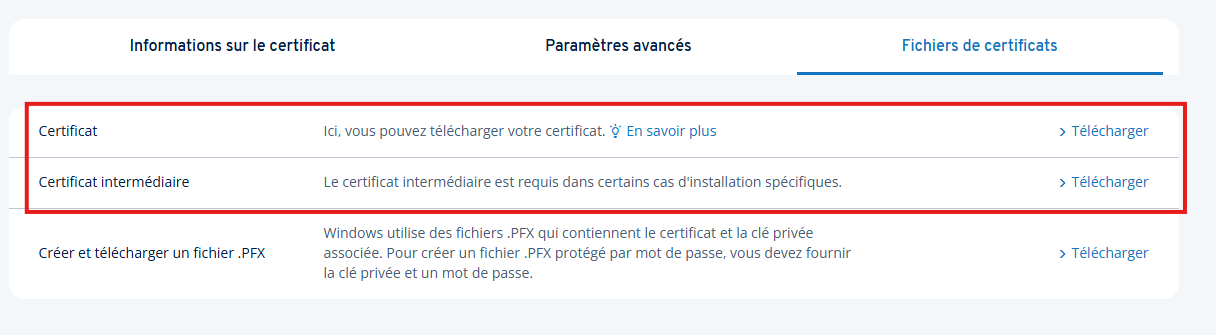 Informations sur le certificat
Paramètres avancés
Fichiers de certificats
Certificat
Ici, vous pouvez télécharger votre certificat. En savoir plus
> Télécharger
Certificat intermédiaire
Le certificat intermédiaire est requis dans certains cas d'installation spécifiques.
> Télécharger
Créer et télécharger un fichier .PFX
Windows utilise des fichiers .PFX qui contiennent le certificat et la clé privée
associée. Pour créer un fichier .PFX protégé par mot de passe, vous devez fournir
la clé privée et un mot de passe.
> Télécharger